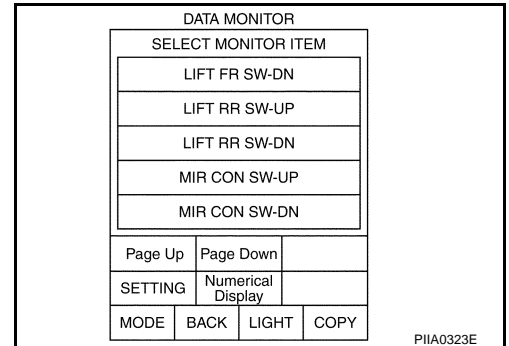 DATA MONITOR
SELECT MONITOR ITEM
LIFT FR SW-DN
LIFT RR SW-UP
LIFT RR SW-DN
MIR CON SW-UP
MIR CON SW-DN
Page Up Page Down
SETTING Numerical
Display
MODE BACK LIGHT COPY
PIIA0323E